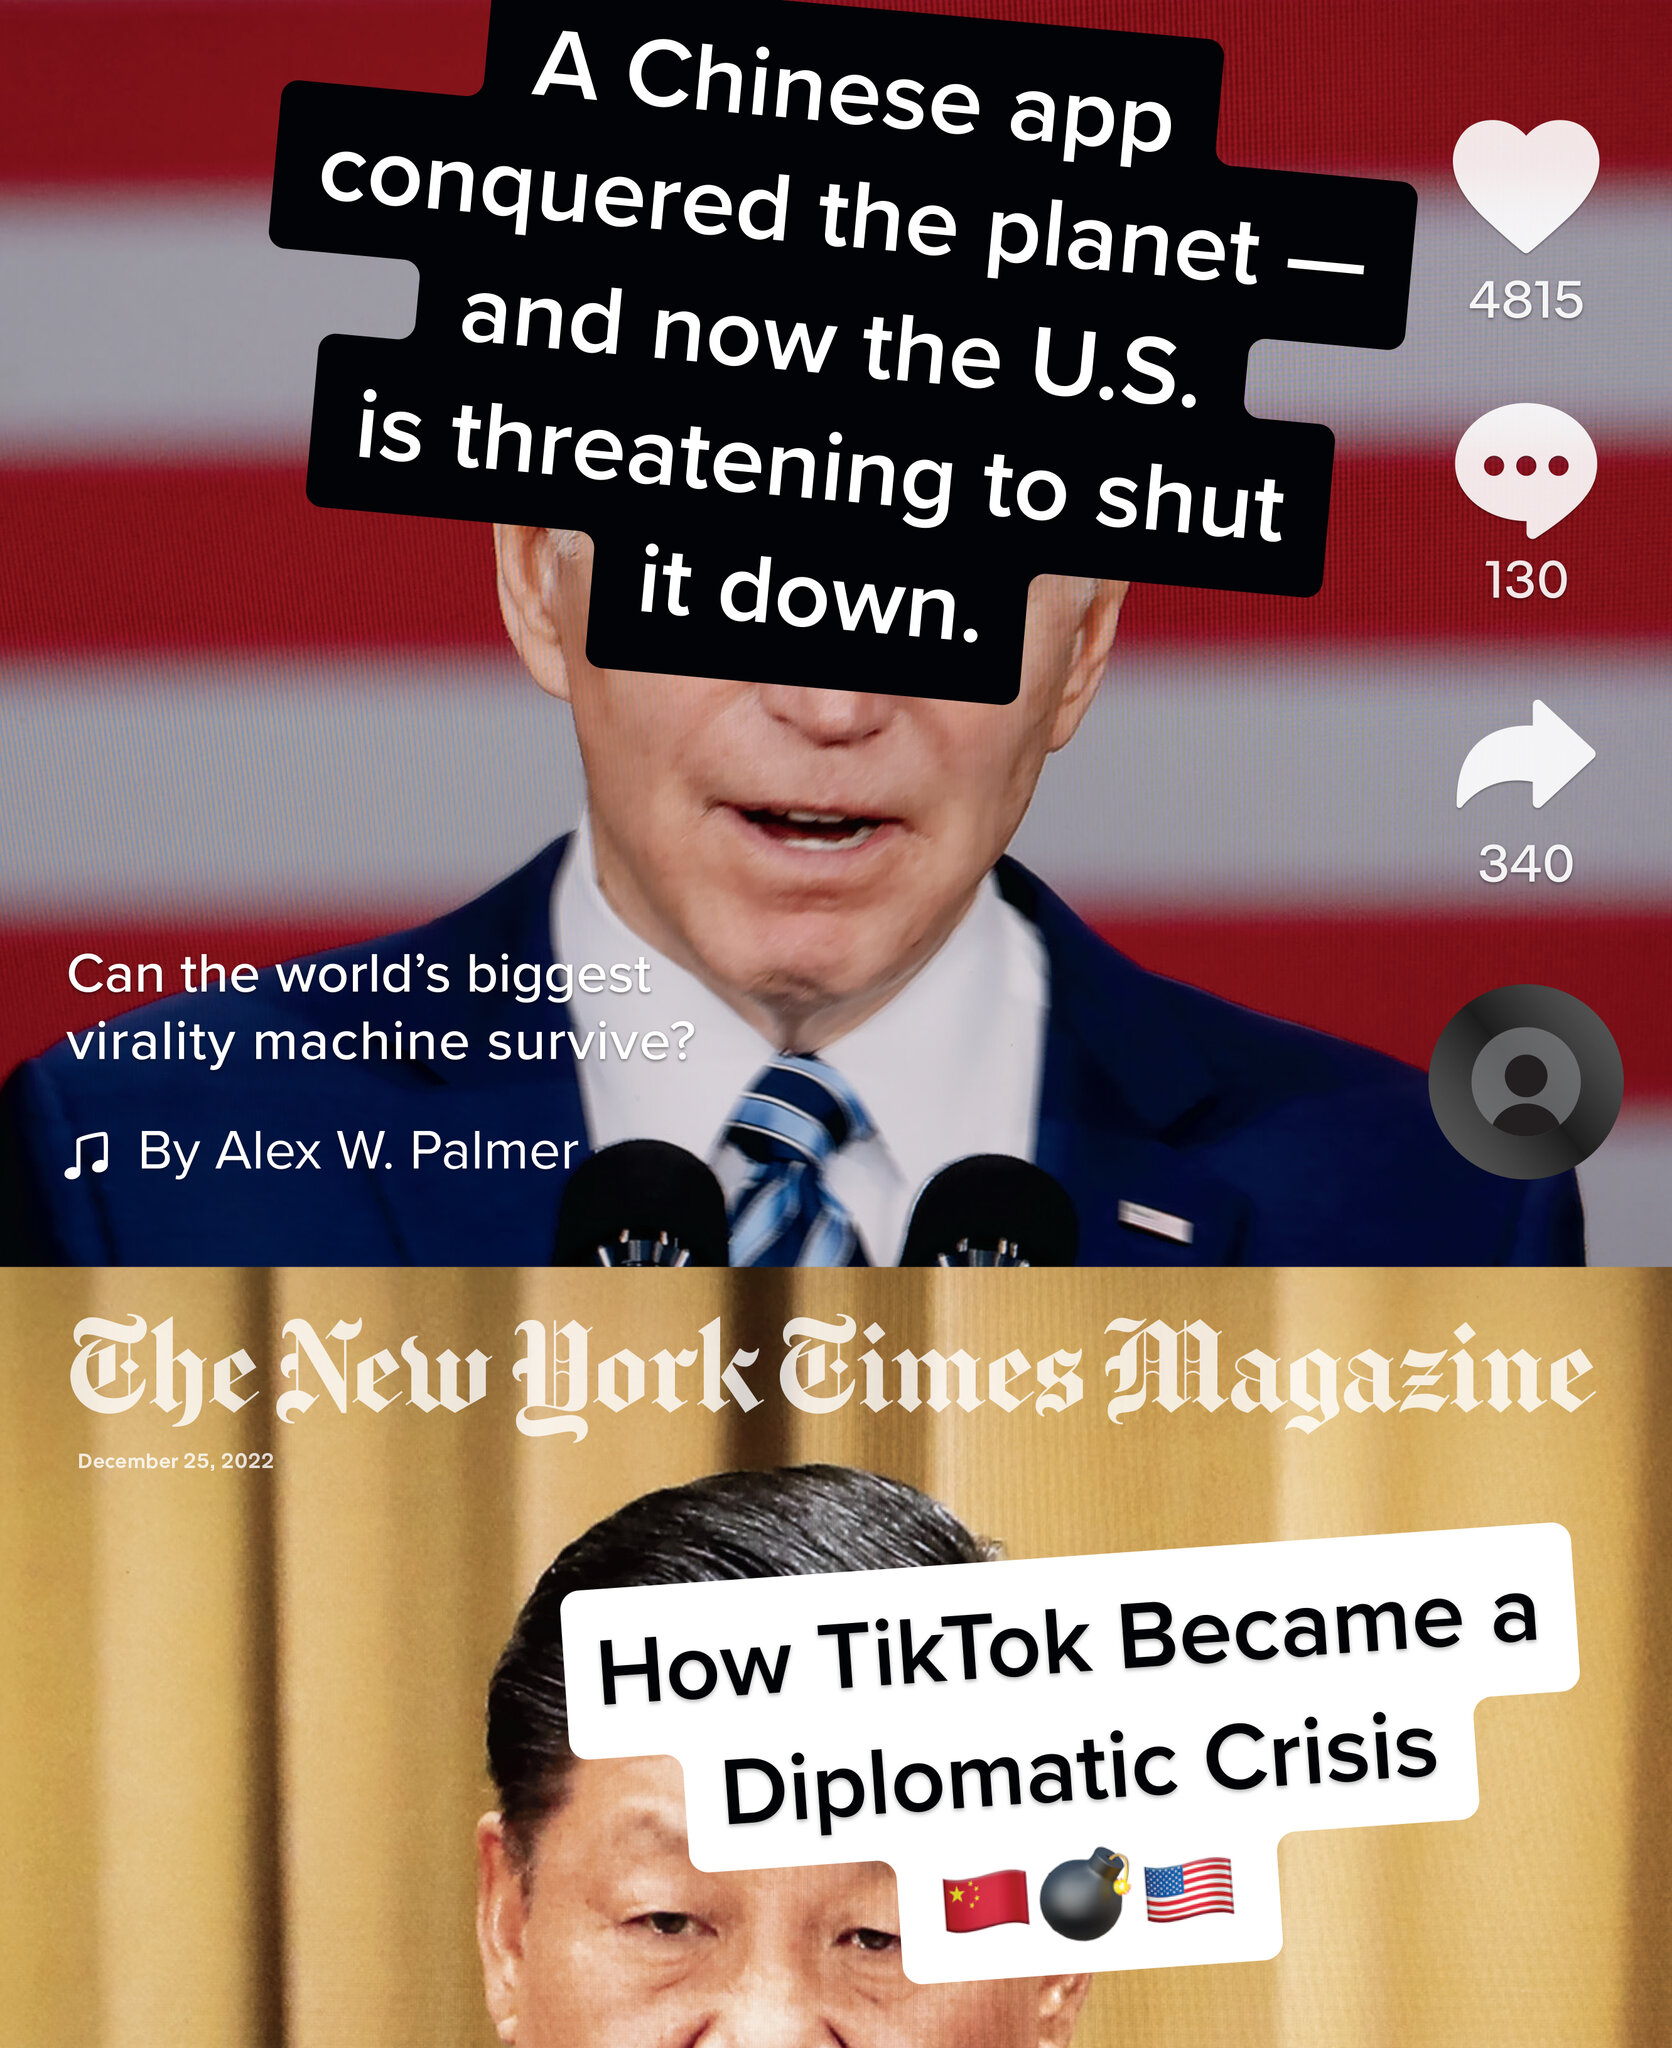 A Chinese app
conquered the planet —
and now the U.S.
is threatening to shut
it down.
4815
130
340
Can the world’s biggest
virality machine survive?
By Alex W. Palmer
The New York Times Magazine
December 25, 2022
How TikTok Became a
Diplomatic Crisis
🇨🇳💣🇺🇸